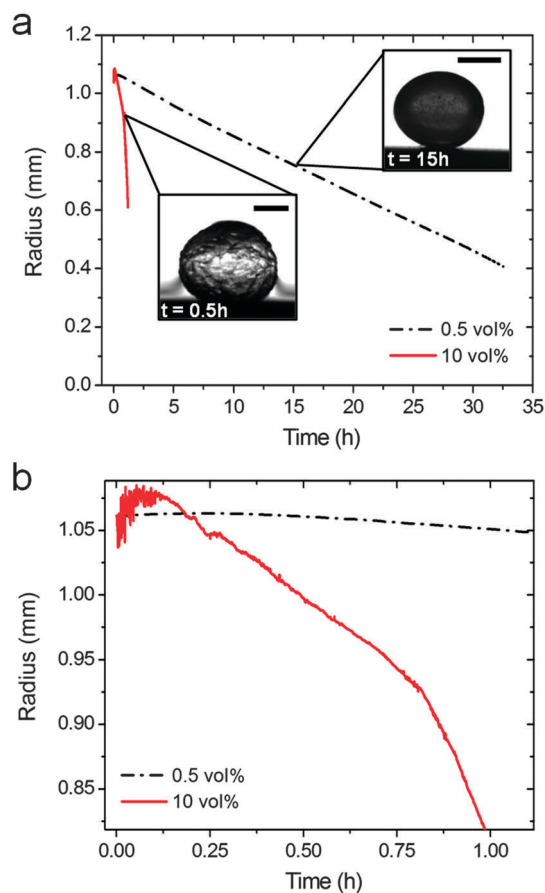 a
1.2
1.0
0.8
0.6
0.4
0.2
0.0
Radius (mm)
t = 15h
t = 0.5h
0.5 vol%
10 vol%
0 5 10 15 20 25 30 35
Time (h)
b
1.05
1.00
0.95
0.90
0.85
Radius (mm)
0.5 vol%
10 vol%
0.00 0.25 0.50 0.75 1.00
Time (h)